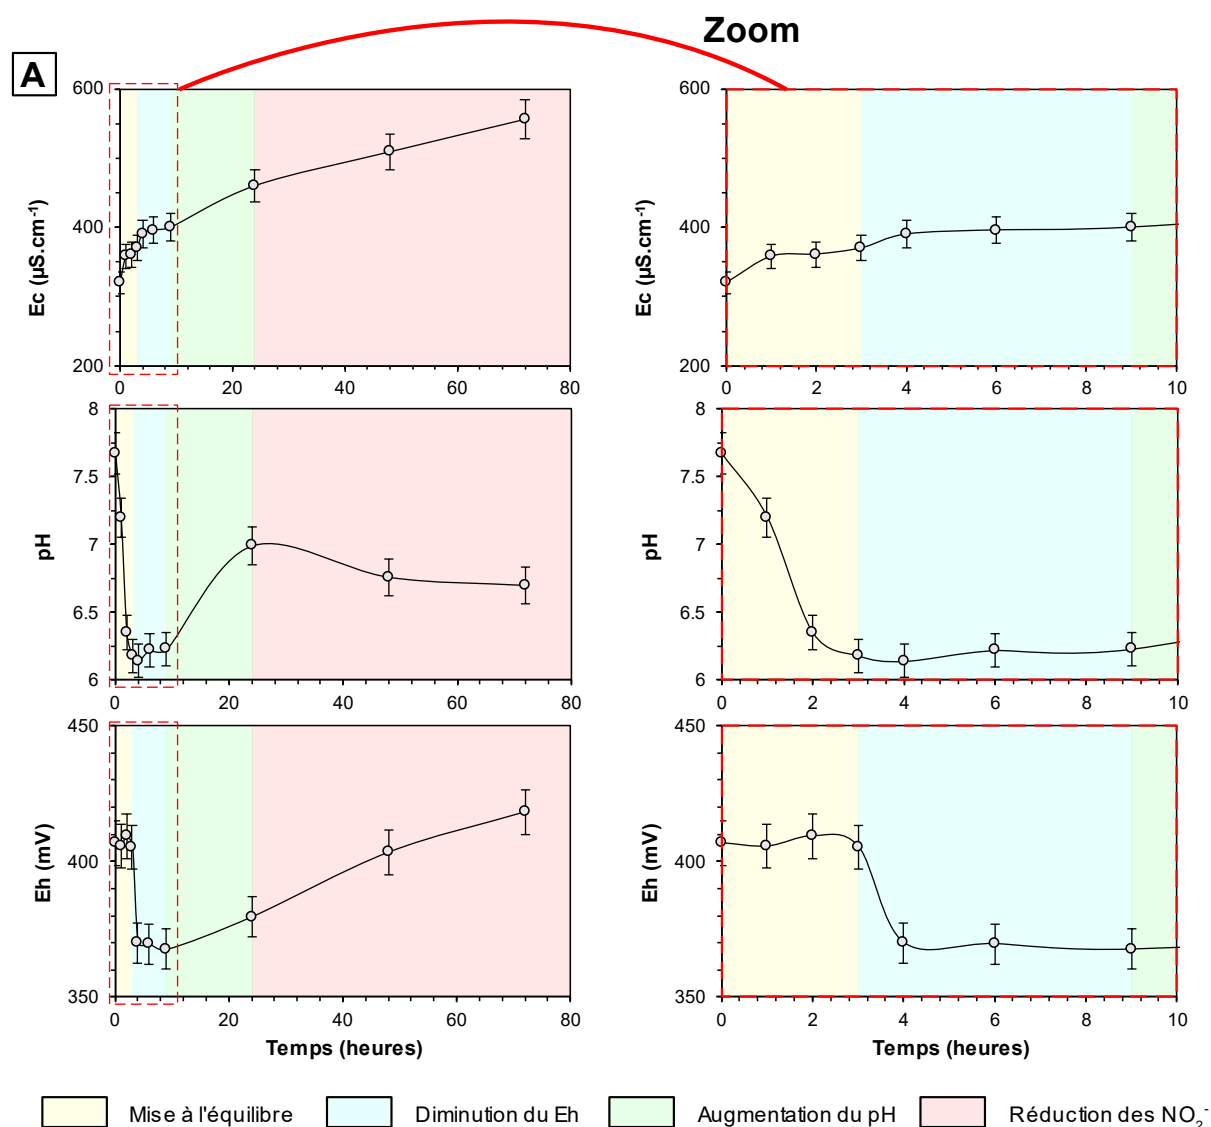 Zoom
A
600
400
200
Ec (µS.cm⁻¹)
0 20 40 60 80
600
400
200
Ec (µS.cm⁻¹)
0 2 4 6 8 10
8
7.5
7
6.5
6
pH
0 20 40 60 80
8
7.5
7
6.5
6
pH
0 2 4 6 8 10
450
400
350
Eh (mV)
0 20 40 60 80
Temps (heures)
450
400
350
Eh (mV)
0 2 4 6 8 10
Temps (heures)
Mise à l'équilibre Diminution du Eh Augmentation du pH Réduction des NO₂⁻